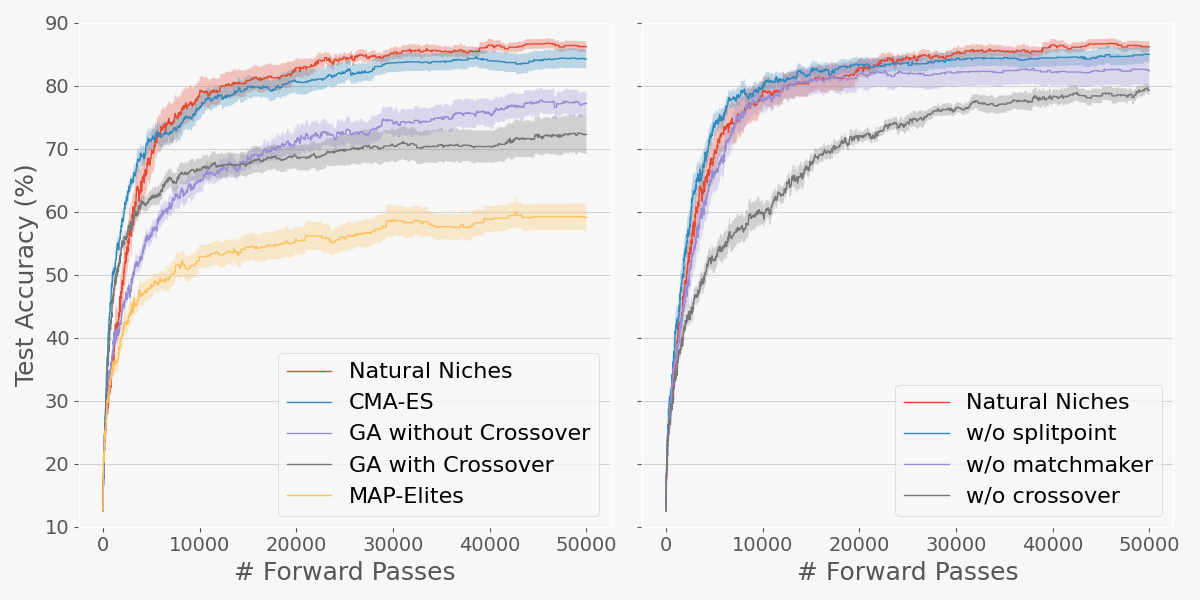 Test Accuracy (%)
90
80
70
60
50
40
30
20
10
Natural Niches
CMA-ES
GA without Crossover
GA with Crossover
MAP-Elites
0 10000 20000 30000 40000 50000
# Forward Passes
Natural Niches
w/o splitpoint
w/o matchmaker
w/o crossover
0 10000 20000 30000 40000 50000
# Forward Passes